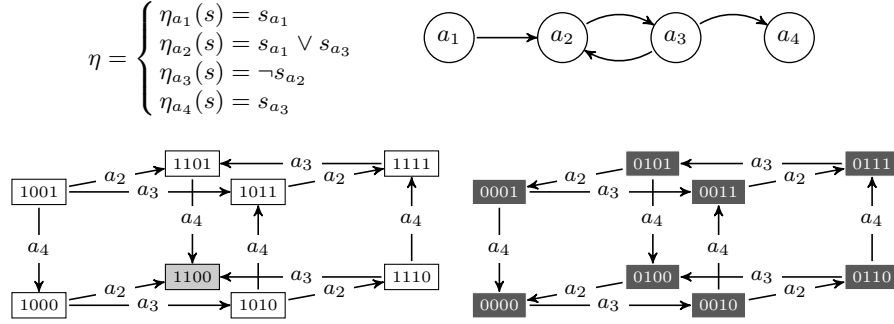 η = { η_{a_1}(s) = s_{a_1}
η_{a_2}(s) = s_{a_1} ∨ s_{a_3}
η_{a_3}(s) = ¬s_{a_2}
η_{a_4}(s) = s_{a_3}
a_1 a_2 a_3 a_4
1101 a_3 1111 0101 a_3 0111
1001 a_2 a_3 1011 a_2 0001 a_2 a_3 0011 a_2
a_4 a_4 a_4 a_4 a_4 a_4 a_4 a_4
1100 a_3 1110 0100 a_3 0110
1000 a_2 a_3 1010 a_2 0000 a_2 a_3 0010 a_2